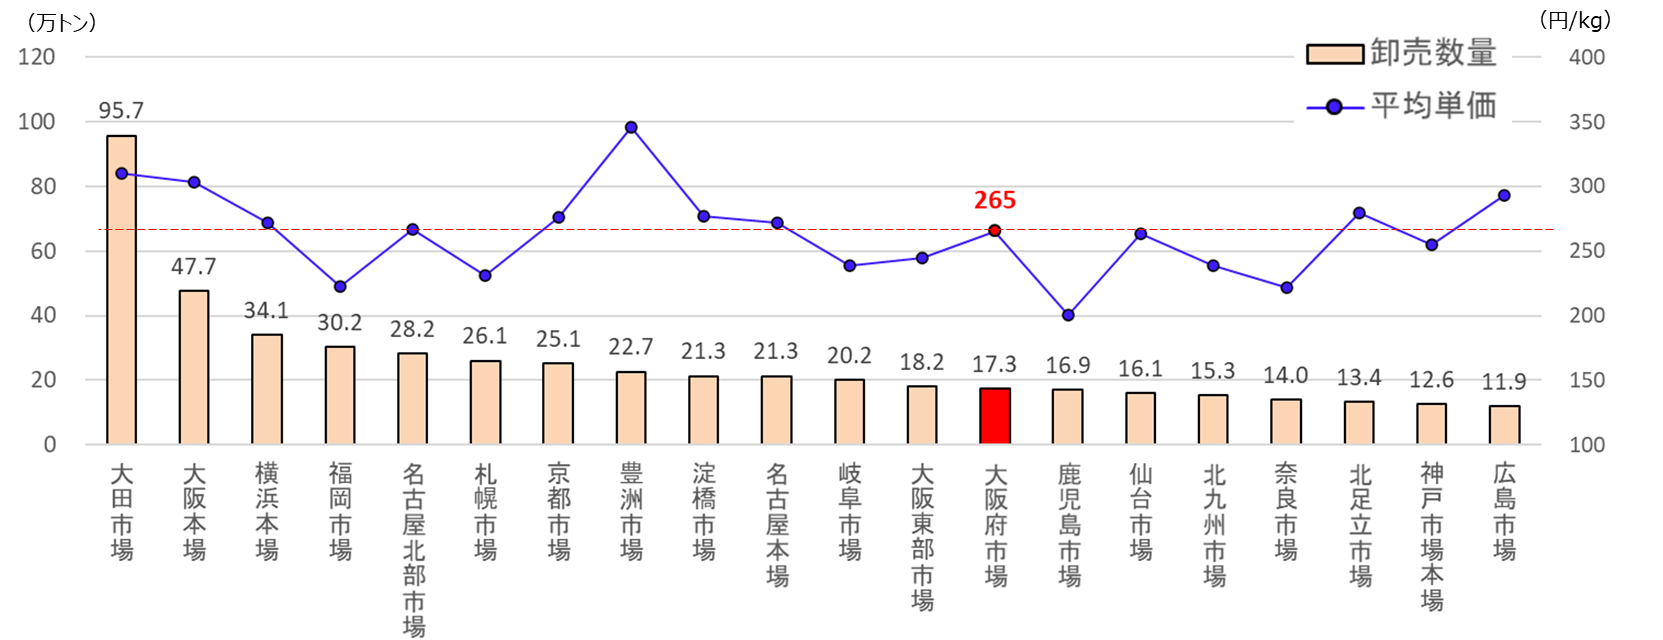 （万トン）
（円/kg）
卸売数量
平均単価
120
100
80
60
40
20
0
400
350
300
250
200
150
100
95.7
47.7
34.1
30.2
28.2
26.1
25.1
22.7
21.3
21.3
20.2
18.2
17.3
16.9
16.1
15.3
14.0
13.4
12.6
11.9
265
大田市場
大阪本場
横浜本場
福岡市場
名古屋北部市場
札幌市場
京都市場
豊洲市場
淀橋市場
名古屋本場
岐阜市場
大阪東部市場
大阪府市場
鹿児島市場
仙台市場
北九州市場
奈良市場
北足立市場
神戸市場本場
広島市場